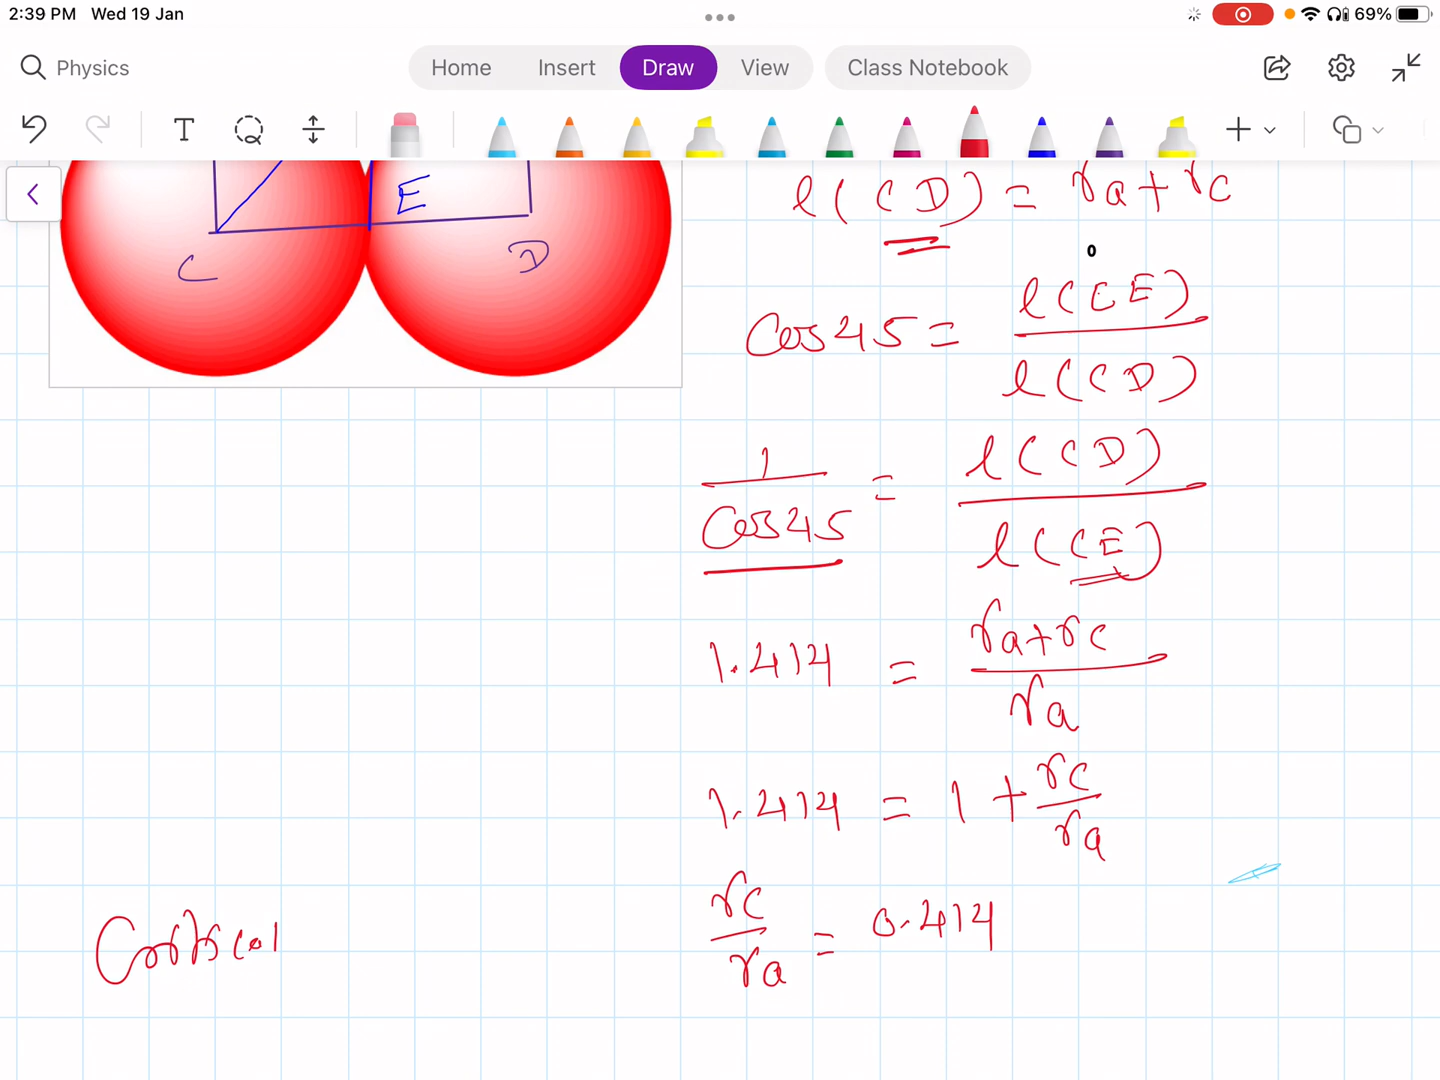 2:39 PM Wed 19 Jan
69%
Physics
Home Insert Draw View Class Notebook
T
E
C
D
l(CD) = ra + rc
Cos45 = l(CE) / l(CD)
1 / Cos45 = l(CD) / l(CE)
1.414 = ra+rc / ra
1.414 = 1 + rc / ra
rc / ra = 0.414
Critical